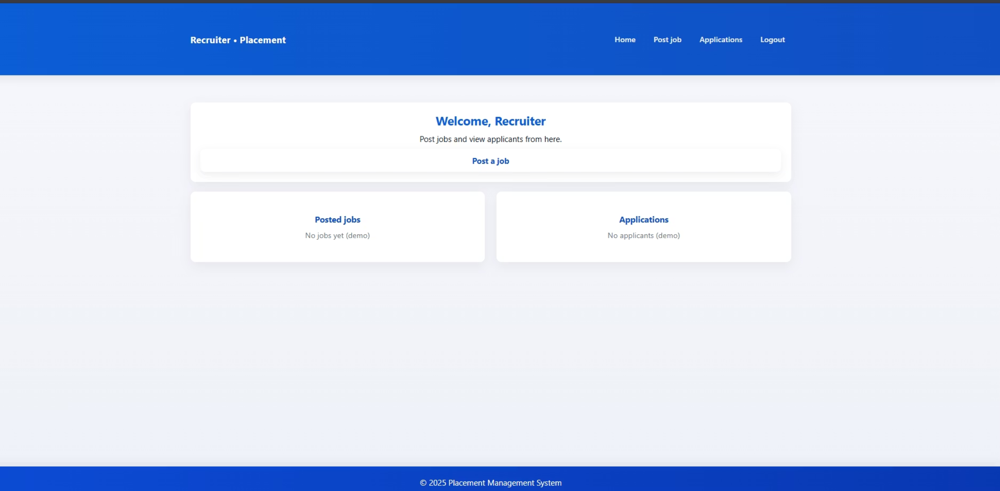 Recruiter • Placement
Home Post job Applications Logout
Welcome, Recruiter
Post jobs and view applicants from here.
Post a job
Posted jobs
No jobs yet (demo)
Applications
No applicants (demo)
© 2025 Placement Management System